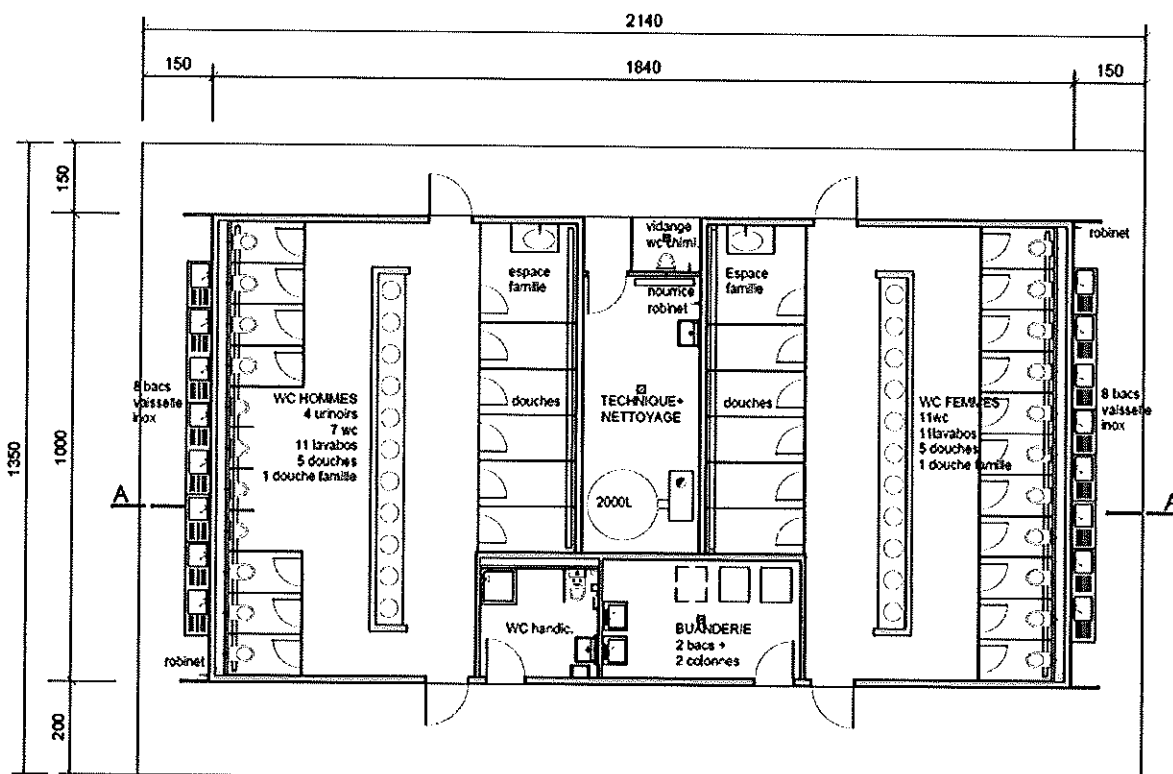 2140
150
1840
150
1350
150
1000
200
robinet
vidange
wc chimi.
espace
famille
Espace
famille
nourrice
robinet
8 bacs
vaisselle
inox
WC HOMMES
4 urinoirs
7 wc
11 lavabos
5 douches
1 douche famille
douches
TECHNIQUE+
NETTOYAGE
douches
WC FEMMES
11wc
11lavabos
5 douches
1 douche famille
8 bacs
vaisselle
inox
A
A
2000L
WC handic.
BUANDERIE
2 bacs +
2 colonnes
robinet